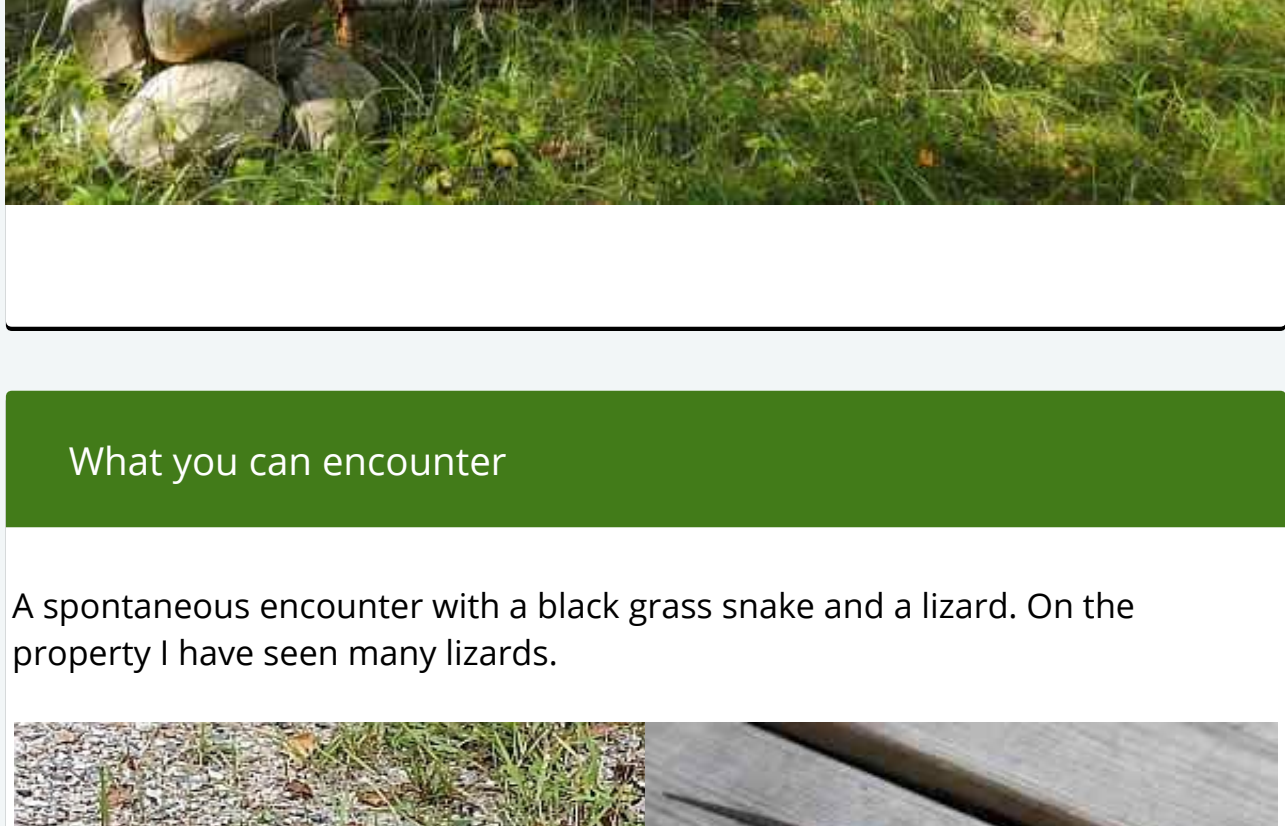 What you can encounter
A spontaneous encounter with a black grass snake and a lizard. On the
property I have seen many lizards.